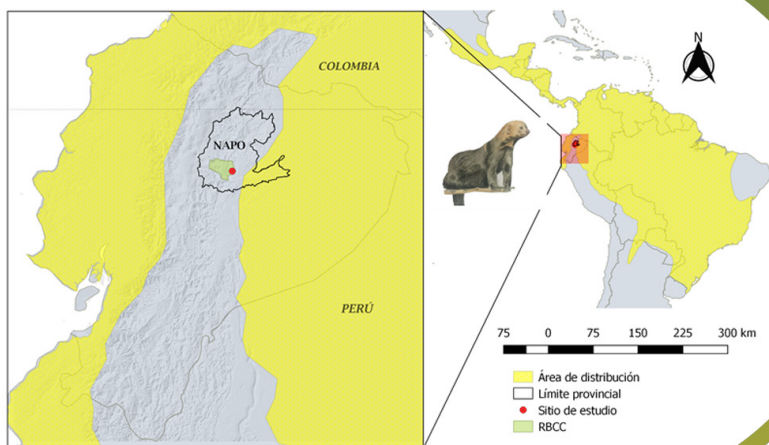 COLOMBIA
NAPO
PERÚ
N
75 0 75 150 225 300 km
Área de distribución
Límite provincial
Sitio de estudio
RBCC